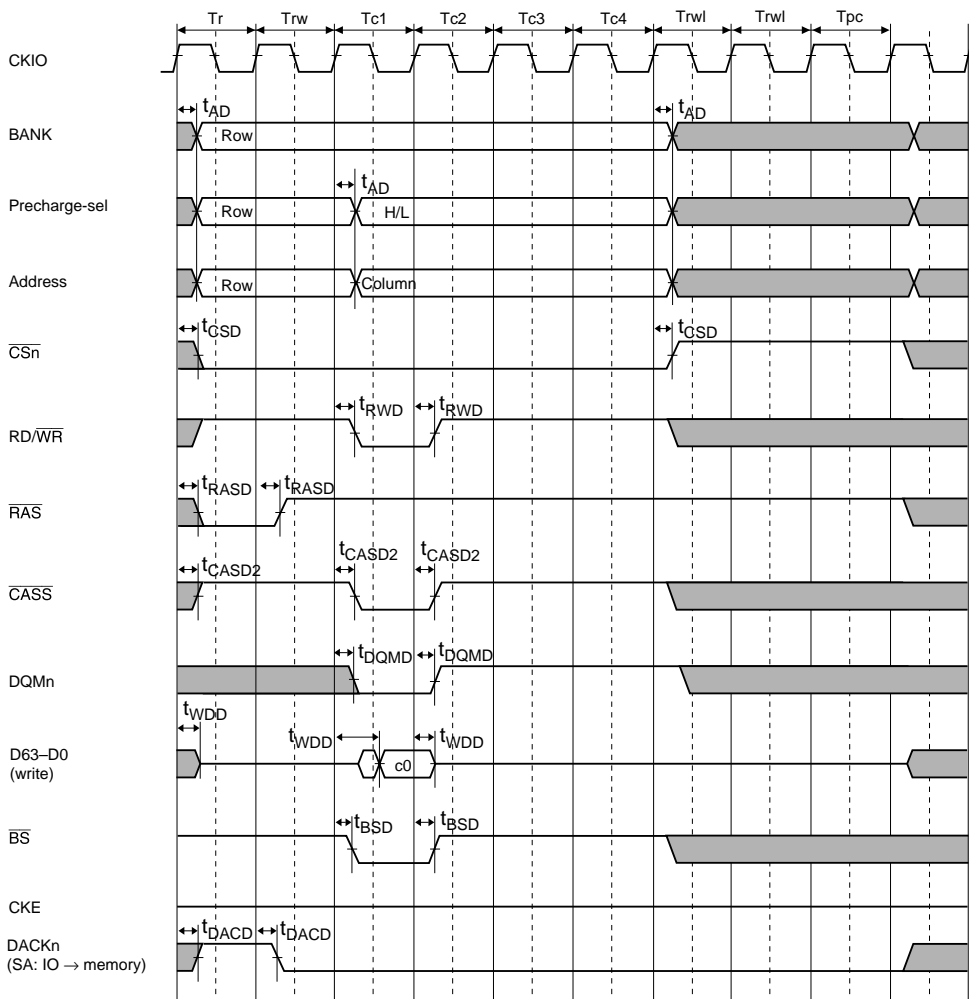 Tr Trw Tc1 Tc2 Tc3 Tc4 Trwl Trwl Tpc
CKIO
tAD tAD
BANK Row
tAD
Precharge-sel Row H/L
Address Row Column
tCSD tCSD
CSn
tRWD tRWD
RD/WR
tRASD tRASD
RAS
tCASD2 tCASD2 tCASD2
CASS
tDQMD tDQMD
DQMn
tWDD tWDD tWDD
D63–D0 c0
(write)
tBSD tBSD
BS
CKE
tDACD tDACD
DACKn
(SA: IO → memory)